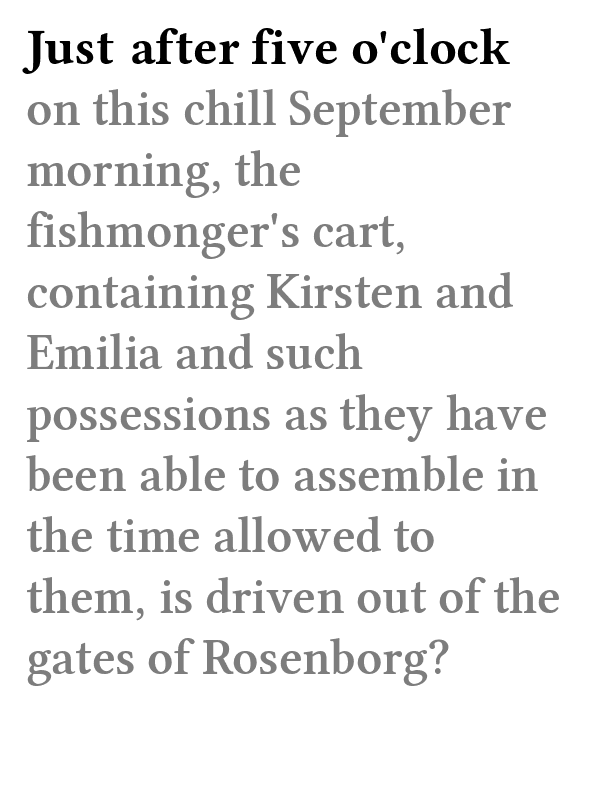 Just after five o'clock
on this chill September
morning, the
fishmonger's cart,
containing Kirsten and
Emilia and such
possessions as they have
been able to assemble in
the time allowed to
them, is driven out of the
gates of Rosenborg?